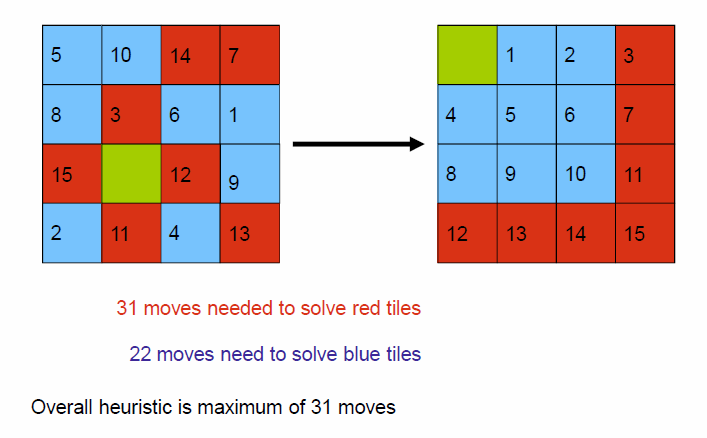 5 10 14 7 1 2 3
8 3 6 1 4 5 6 7
15 12 9 8 9 10 11
2 11 4 13 12 13 14 15
31 moves needed to solve red tiles
22 moves need to solve blue tiles
Overall heuristic is maximum of 31 moves